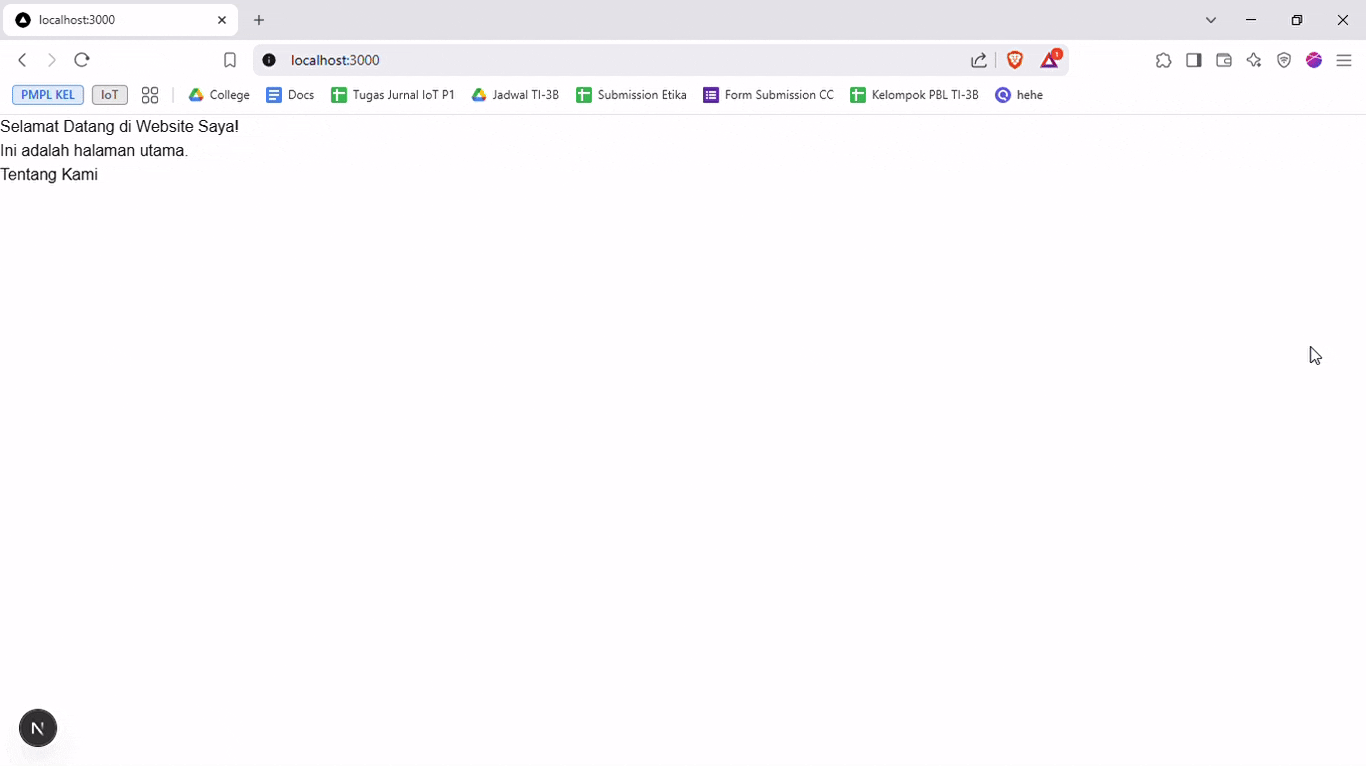 localhost:3000
localhost:3000
1
PMPL KEL IoT College Docs Tugas Jurnal IoT P1 Jadwal TI-3B Submission Etika Form Submission CC Kelompok PBL TI-3B hehe
Selamat Datang di Website Saya!
Ini adalah halaman utama.
Tentang Kami
N